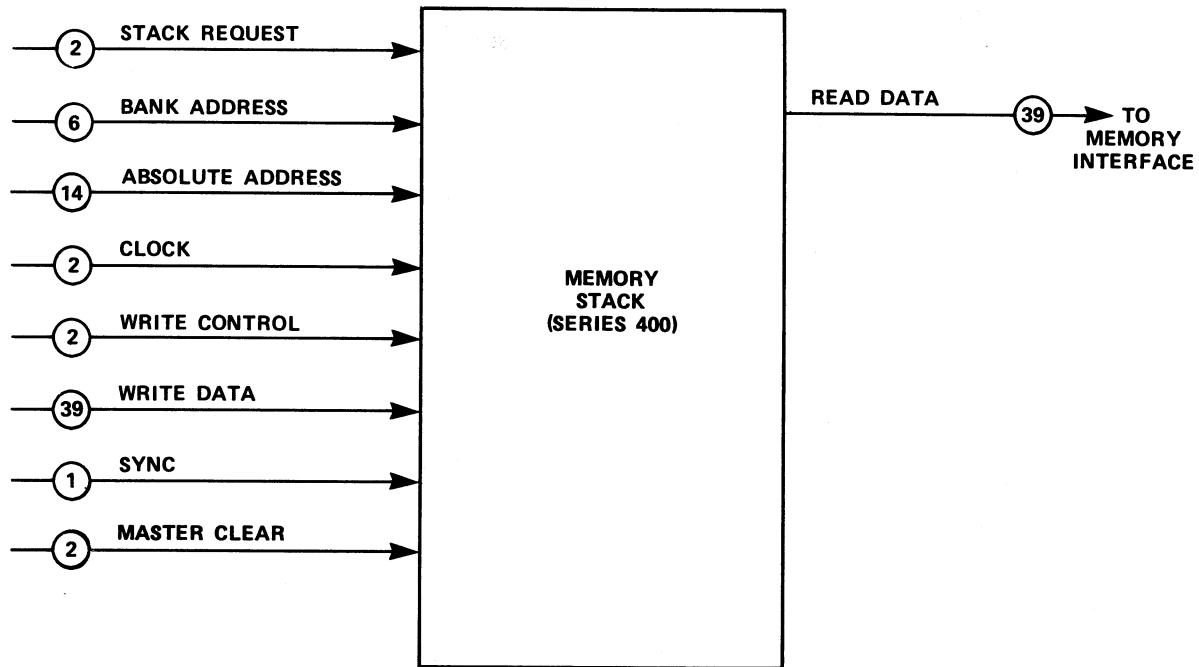 2 STACK REQUEST
6 BANK ADDRESS
14 ABSOLUTE ADDRESS
2 CLOCK
2 WRITE CONTROL
39 WRITE DATA
1 SYNC
2 MASTER CLEAR
MEMORY
STACK
(SERIES 400)
READ DATA 39 TO
MEMORY
INTERFACE